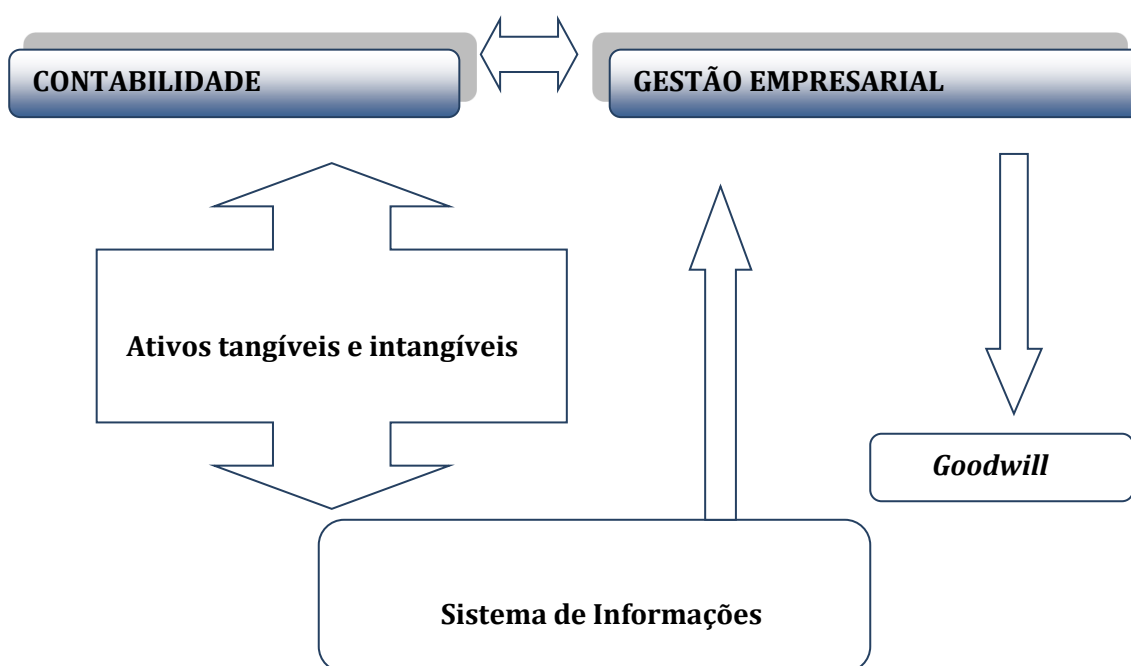 CONTABILIDADE
GESTÃO EMPRESARIAL
Ativos tangíveis e intangíveis
Goodwill
Sistema de Informações